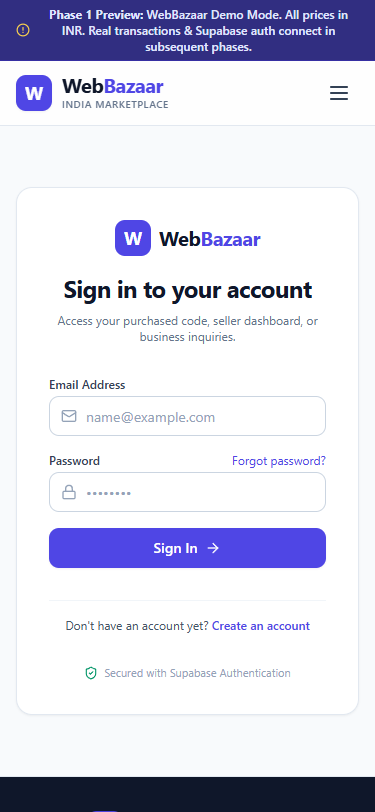 Phase 1 Preview: WebBazaar Demo Mode. All prices in
INR. Real transactions & Supabase auth connect in
subsequent phases.
W
WebBazaar
INDIA MARKETPLACE
W
WebBazaar
Sign in to your account
Access your purchased code, seller dashboard, or
business inquiries.
Email Address
name@example.com
Password
Forgot password?
••••••••
Sign In →
Don't have an account yet? Create an account
Secured with Supabase Authentication